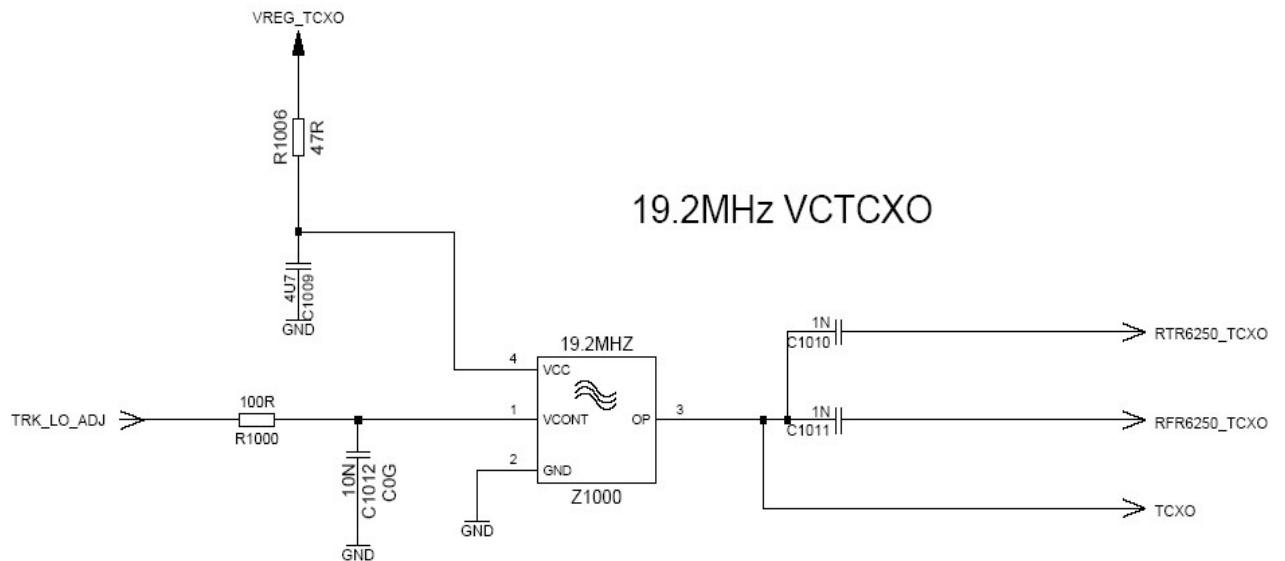 VREG_TCXO
R1006
47R
19.2MHz VCTCXO
4U7
C1009
GND
19.2MHZ
1N
C1010
RTR6250_TCXO
4
VCC
TRK_LO_ADJ
100R
R1000
1
VCONT
OP
3
1N
C1011
RFR6250_TCXO
10N
C1012
C0G
2
GND
Z1000
GND
TCXO
GND